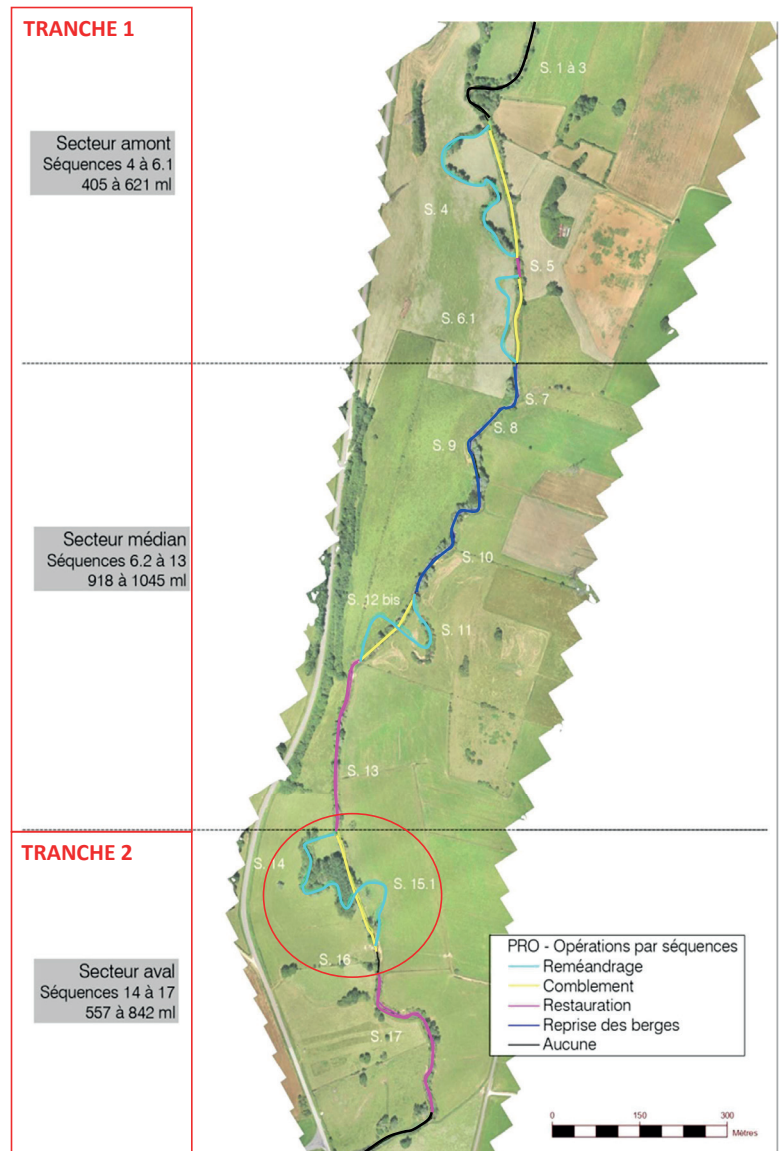 TRANCHE 1
S. 1 à 3
Secteur amont
Séquences 4 à 6.1
405 à 621 ml
S. 4
S. 5
S. 6.1
S. 7
S. 8
S. 9
Secteur médian
Séquences 6.2 à 13
918 à 1045 ml
S. 10
S. 12 bis
S. 11
S. 13
TRANCHE 2
S. 14
S. 15.1
Secteur aval
Séquences 14 à 17
557 à 842 ml
S. 16
S. 17
PRO - Opérations par séquences
Reméandrage
Comblement
Restauration
Reprise des berges
Aucune
0 150 300
Mètres